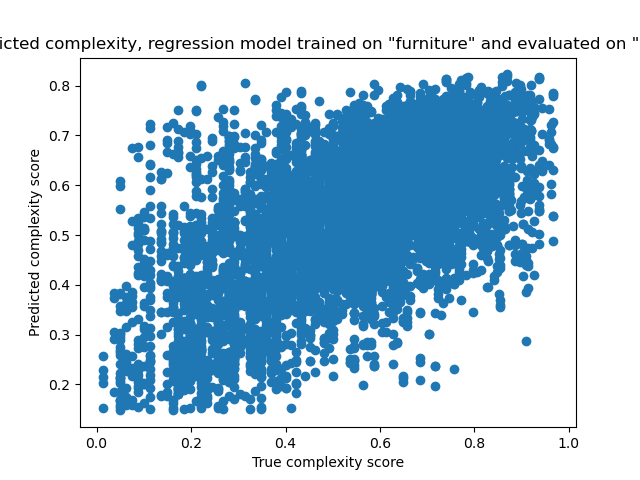 icted complexity, regression model trained on "furniture" and evaluated on "
Predicted complexity score
0.8
0.7
0.6
0.5
0.4
0.3
0.2
0.0 0.2 0.4 0.6 0.8 1.0
True complexity score